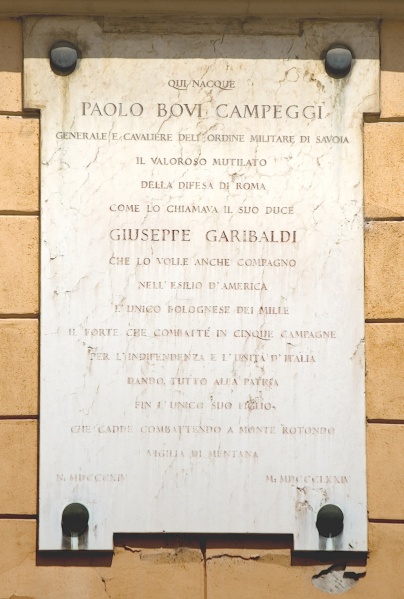 QUI NACQUE
PAOLO BOVI CAMPEGGI
GENERALE E CAVALIERE DELL'ORDINE MILITARE DI SAVOIA
IL VALOROSO MUTILATO
DELLA DIFESA DI ROMA
COME LO CHIAMAVA IL SUO DUCE
GIUSEPPE GARIBALDI
CHE LO VOLLE ANCHE COMPAGNO
NELL'ESILIO D'AMERICA
L'UNICO BOLOGNESE DEI MILLE
IL FORTE CHE COMBATTÉ IN CINQUE CAMPAGNE
PER L'INDIPENDENZA E L'UNITÀ D'ITALIA
DANDO TUTTO ALLA PATRIA
FIN L'UNICO SUO FIGLIO
CHE CADDE COMBATTENDO A MONTE ROTONDO
VIGILIA DI MENTANA
N. MDCCCXIV M. MDCCCLXXIV